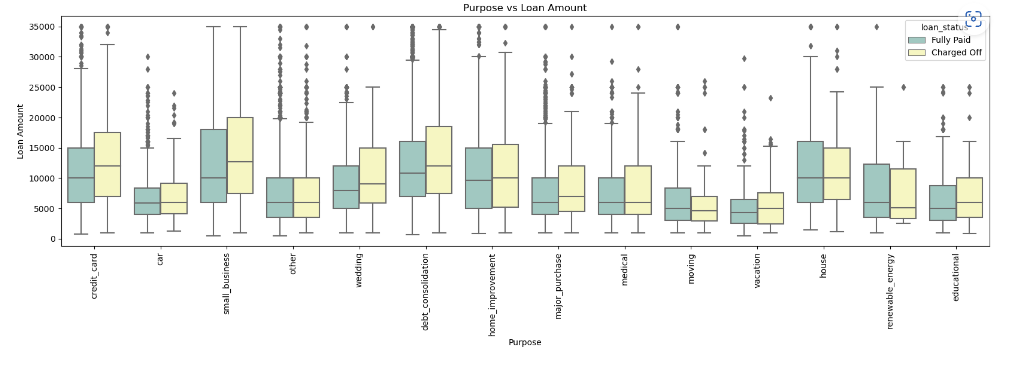 Purpose vs Loan Amount
Loan Amount
35000
30000
25000
20000
15000
10000
5000
0
loan_status
Fully Paid
Charged Off
credit_card
car
small_business
other
wedding
debt_consolidation
home_improvement
major_purchase
medical
moving
vacation
house
renewable_energy
educational
Purpose